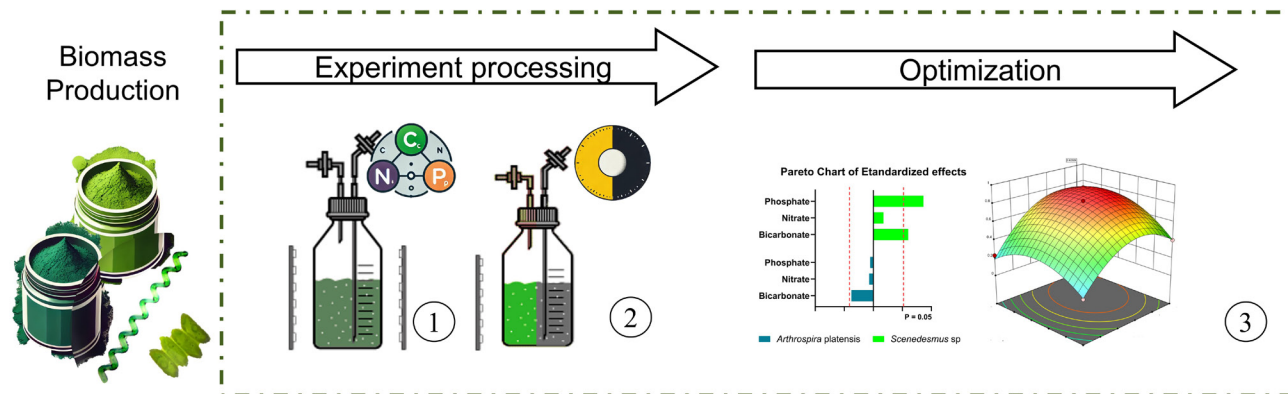 Biomass
Production
Experiment processing
Optimization
C
N
C
N
P
1
2
Pareto Chart of Etandardized effects
Phosphate
Nitrate
Bicarbonate
Phosphate
Nitrate
Bicarbonate
P = 0.05
Arthrospira platensis
Scenedesmus sp
3